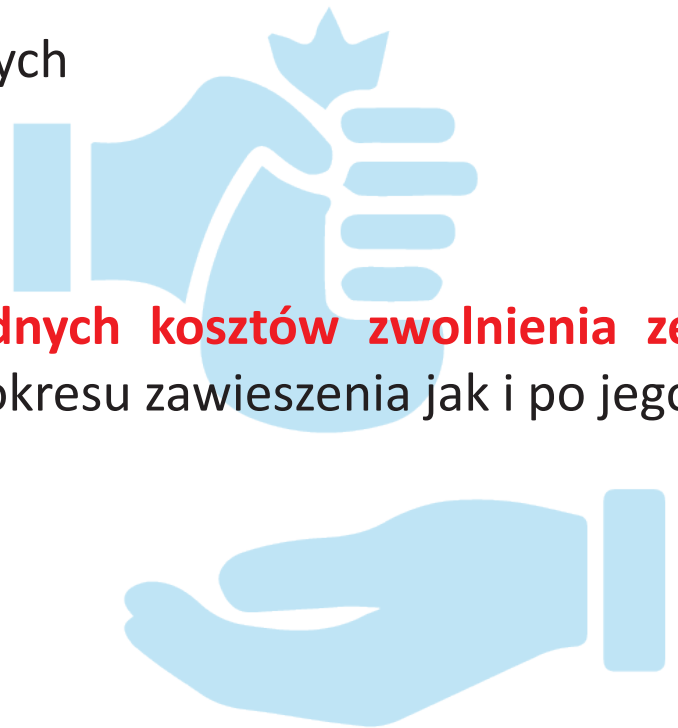 ych
dnych kosztów zwolnienia ze
okresu zawieszenia jak i po jego